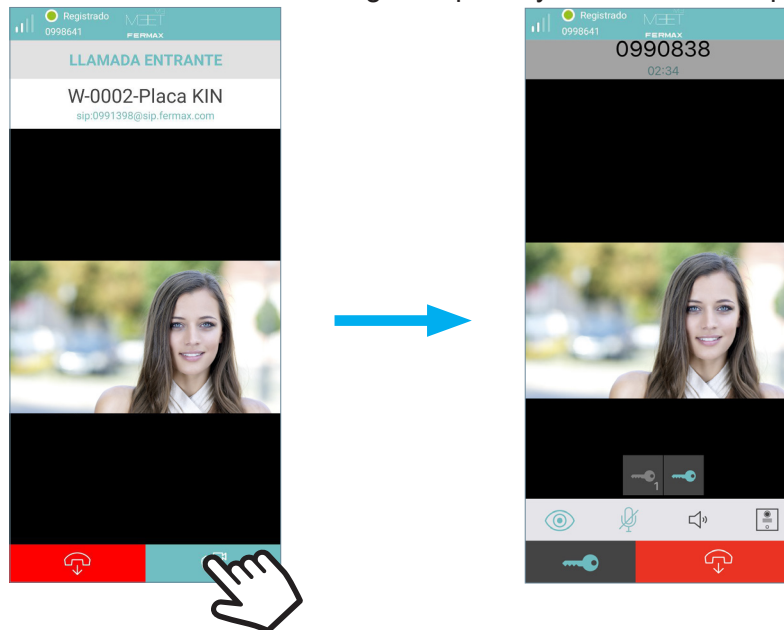 Registrado
0998641
MEET
FERMAX
LLAMADA ENTRANTE
W-0002-Placa KIN
sip:0991398@sip.fermax.com
Registrado
0998641
MEET
FERMAX
0990838
02:34
1